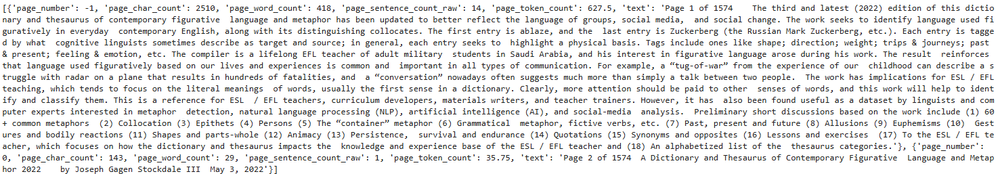 [{'page_number': -1, 'page_char_count': 2510, 'page_word_count': 418, 'page_sentence_count_raw': 14, 'page_token_count': 627.5, 'text': 'Page 1 of 1574    The third and latest (2022) edition of this dictio
nary and thesaurus of contemporary figurative  language and metaphor has been updated to better reflect the language of groups, social media,  and social change. The work seeks to identify language used fi
guratively in everyday  contemporary English, along with its distinguishing collocates. The first entry is ablaze, and the  last entry is Zuckerberg (the Russian Mark Zuckerberg, etc.). Each entry is tagge
d by what  cognitive linguists sometimes describe as target and source; in general, each entry seeks to  highlight a physical basis. Tags include ones like shape; direction; weight; trips & journeys; past
& present; feeling & emotion, etc. The compiler is a lifelong EFL teacher of adult military  students in Saudi Arabia, and his interest in figurative language arose during his work. The result  reinforces
that language used figuratively based on our lives and experiences is common and  important in all types of communication. For example, a “tug-of-war” from the experience of our  childhood can describe a s
truggle with radar on a plane that results in hundreds of fatalities, and  a “conversation” nowadays often suggests much more than simply a talk between two people.  The work has implications for ESL / EFL
teaching, which tends to focus on the literal meanings  of words, usually the first sense in a dictionary. Clearly, more attention should be paid to other  senses of words, and this work will help to ident
ify and classify them. This is a reference for ESL  / EFL teachers, curriculum developers, materials writers, and teacher trainers. However, it has  also been found useful as a dataset by linguists and com
puter experts interested in metaphor  detection, natural language processing (NLP), artificial intelligence (AI), and social-media  analysis.  Preliminary short discussions based on the work include (1) 60
+ common metaphors  (2) Collocation (3) Epithets (4) Persons (5) The “container” metaphor (6) Grammatical  metaphor, fictive verbs, etc. (7) Past, present and future (8) Allusions (9) Euphemisms (10)  Gest
ures and bodily reactions (11) Shapes and parts-whole (12) Animacy (13) Persistence,  survival and endurance (14) Quotations (15) Synonyms and opposites (16) Lessons and exercises  (17) To the ESL / EFL te
acher, which focuses on how the dictionary and thesaurus impacts the  knowledge and experience base of the ESL / EFL teacher and (18) An alphabetized list of the  thesaurus categories.'}, {'page_number':
0, 'page_char_count': 143, 'page_word_count': 29, 'page_sentence_count_raw': 1, 'page_token_count': 35.75, 'text': 'Page 2 of 1574  A Dictionary and Thesaurus of Contemporary Figurative  Language and Metap
hor 2022    by Joseph Gagen Stockdale III  May 3, 2022'}]